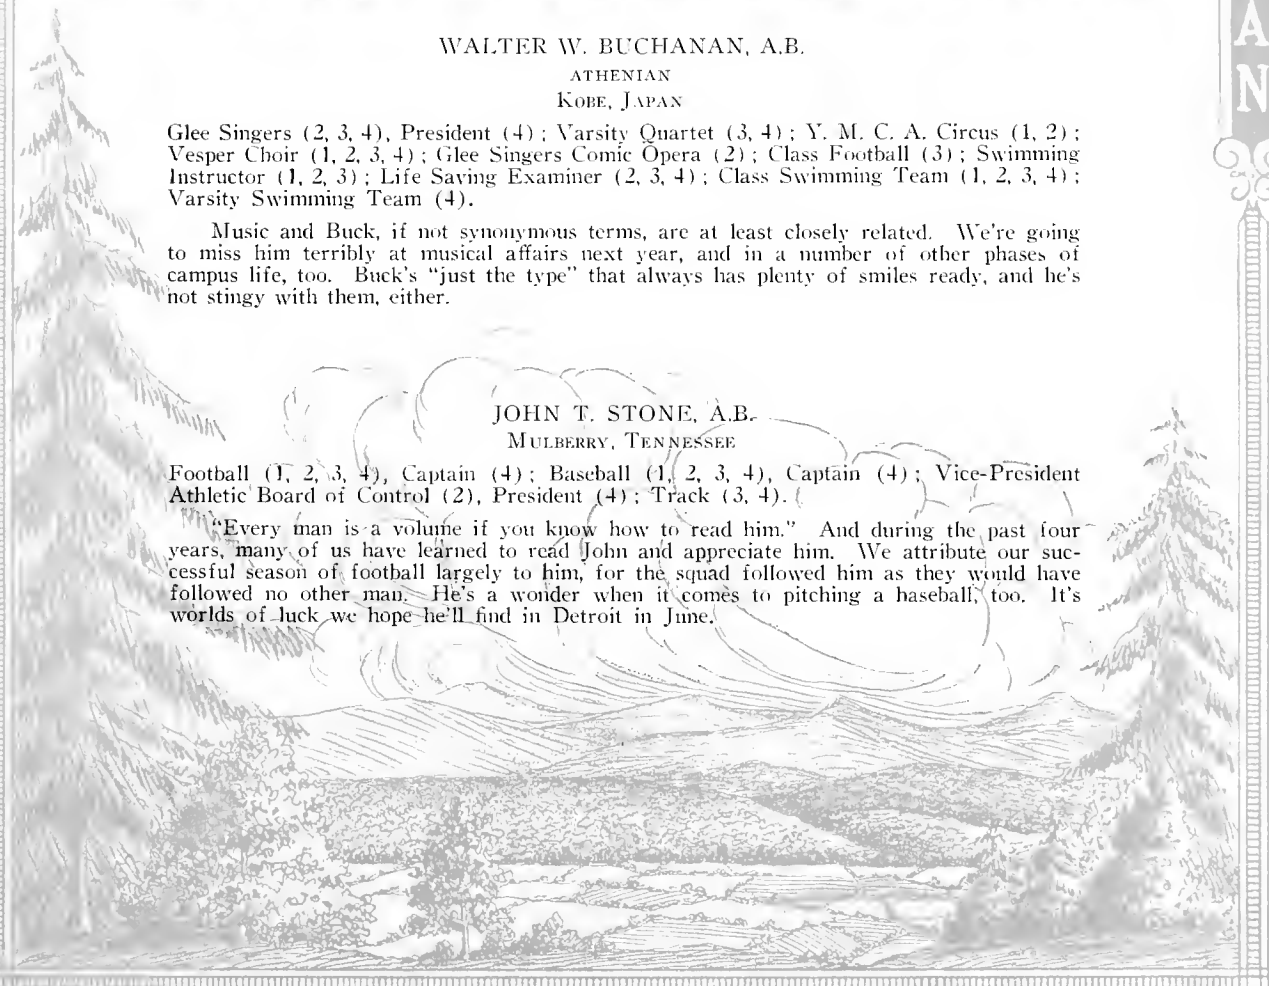 A
N
WALTER W. BUCHANAN, A.B.
ATHENIAN
KOBE, JAPAN
Glee Singers (2, 3, 4), President (4) ; Varsity Quartet (3, 4) ; Y. M. C. A. Circus (1, 2) ;
Vesper Choir (1, 2, 3, 4) ; Glee Singers Comic Opera (2) ; Class Football (3) ; Swimming
Instructor (1, 2, 3) ; Life Saving Examiner (2, 3, 4) ; Class Swimming Team (1, 2, 3, 4) ;
Varsity Swimming Team (4).
Music and Buck, if not synonymous terms, are at least closely related. We're going
to miss him terribly at musical affairs next year, and in a number of other phases of
campus life, too. Buck's "just the type" that always has plenty of smiles ready, and he's
not stingy with them, either.
JOHN T. STONE, A.B.
MULBERRY, TENNESSEE
Football (1, 2, 3, 4), Captain (4) ; Baseball (1, 2, 3, 4), Captain (4) ; Vice-President
Athletic Board of Control (2), President (4) ; Track (3, 4).
"Every man is a volume if you know how to read him." And during the past four
years, many of us have learned to read John and appreciate him. We attribute our suc-
cessful season of football largely to him, for the squad followed him as they would have
followed no other man. He's a wonder when it comes to pitching a baseball, too. It's
worlds of luck we hope he'll find in Detroit in June.